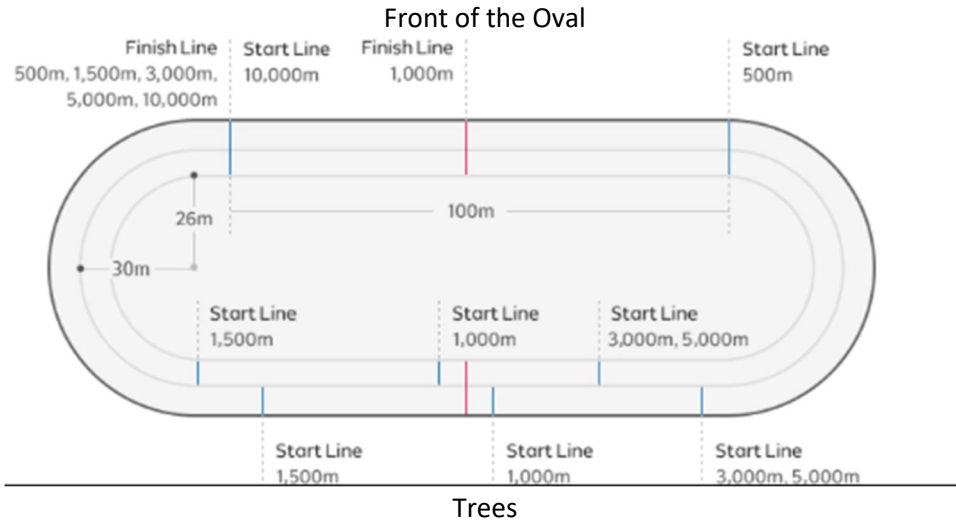 Front of the Oval
Finish Line
500m, 1,500m, 3,000m,
5,000m, 10,000m
Start Line
10,000m
Finish Line
1,000m
Start Line
500m
100m
26m
30m
Start Line
1,500m
Start Line
1,000m
Start Line
3,000m, 5,000m
Start Line
1,500m
Start Line
1,000m
Start Line
3,000m, 5,000m
Trees